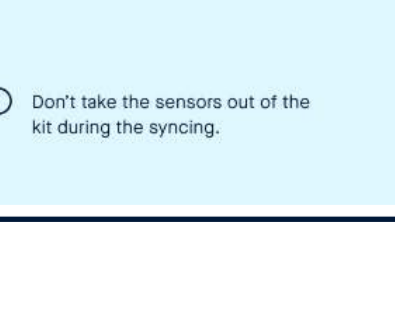 Don’t take the sensors out of the
kit during the syncing.